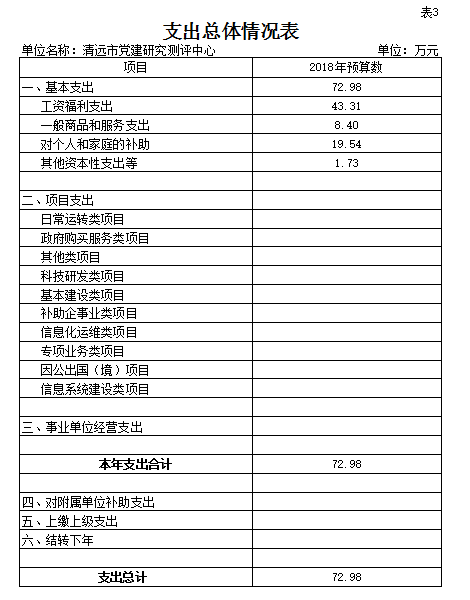 表3
支出总体情况表
单位名称：清远市党建研究测评中心 单位：万元
项目 2018年预算数
一、基本支出 72.98
工资福利支出 43.31
一般商品和服务支出 8.40
对个人和家庭的补助 19.54
其他资本性支出等 1.73
二、项目支出
日常运转类项目
政府购买服务类项目
其他类项目
科技研发类项目
基本建设类项目
补助企事业类项目
信息化运维类项目
专项业务类项目
因公出国（境）项目
信息系统建设类项目
三、事业单位经营支出
本年支出合计 72.98
四、对附属单位补助支出
五、上缴上级支出
六、结转下年
支出总计 72.98